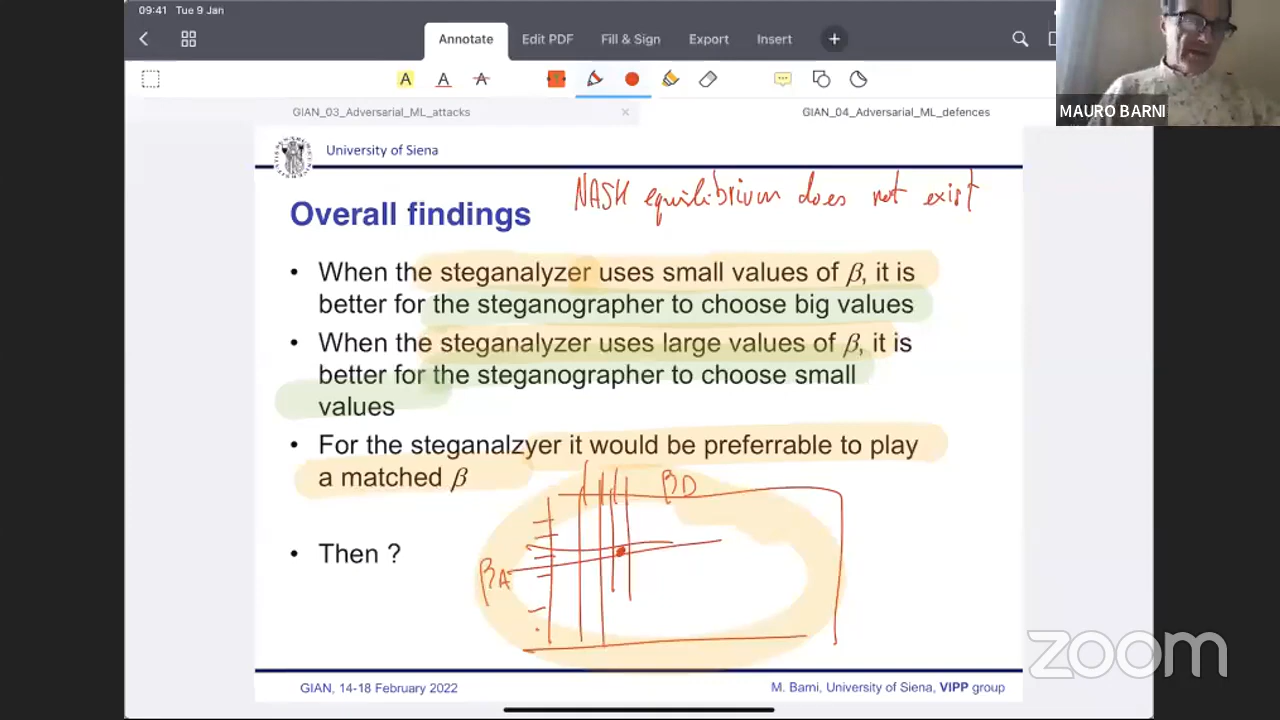 09:41 Tue 9 Jan
Annotate Edit PDF Fill & Sign Export Insert
A A A
GIAN_03_Adversarial_ML_attacks GIAN_04_Adversarial_ML_defences
MAURO BARNI
University of Siena
NASH equilibrium does not exist
Overall findings
• When the steganalyzer uses small values of β, it is
better for the steganographer to choose big values
• When the steganalyzer uses large values of β, it is
better for the steganographer to choose small
values
• For the steganalzyer it would be preferrable to play
a matched β
βD
• Then ?
βA
zoom
GIAN, 14-18 February 2022 M. Barni, University of Siena, VIPP group